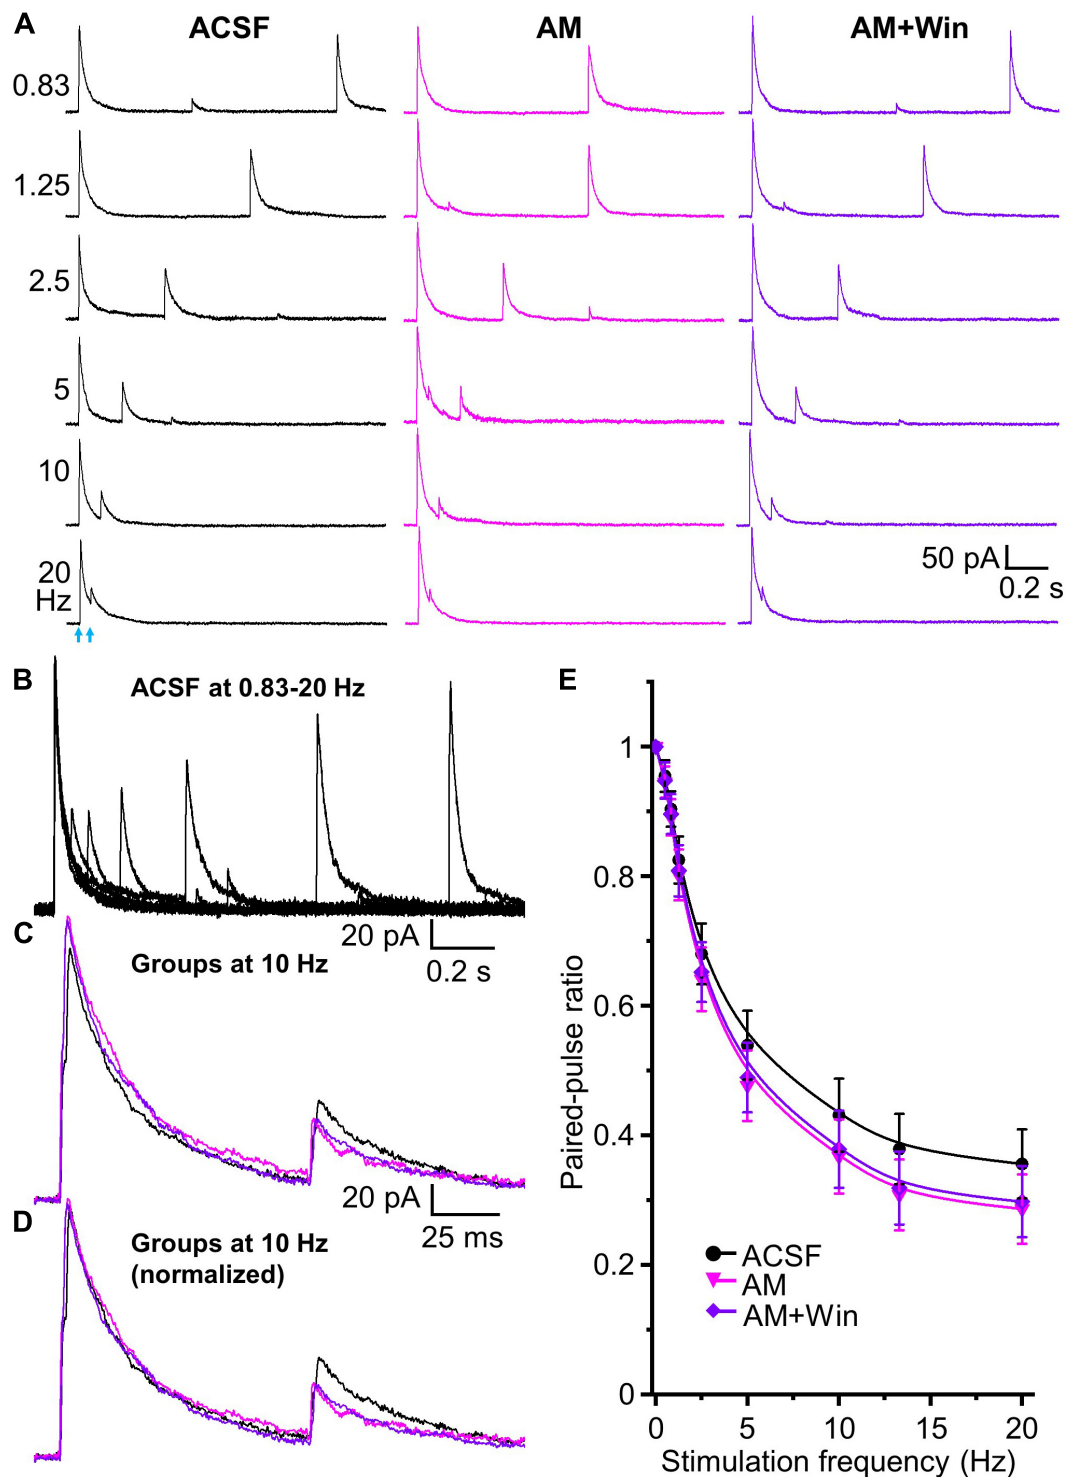 A
ACSF
AM
AM+Win
0.83
1.25
2.5
5
10
20
Hz
50 pA
0.2 s
B
ACSF at 0.83-20 Hz
20 pA
0.2 s
C
Groups at 10 Hz
20 pA
25 ms
D
Groups at 10 Hz
(normalized)
E
Paired-pulse ratio
1
0.8
0.6
0.4
0.2
0
ACSF
AM
AM+Win
0 5 10 15 20
Stimulation frequency (Hz)